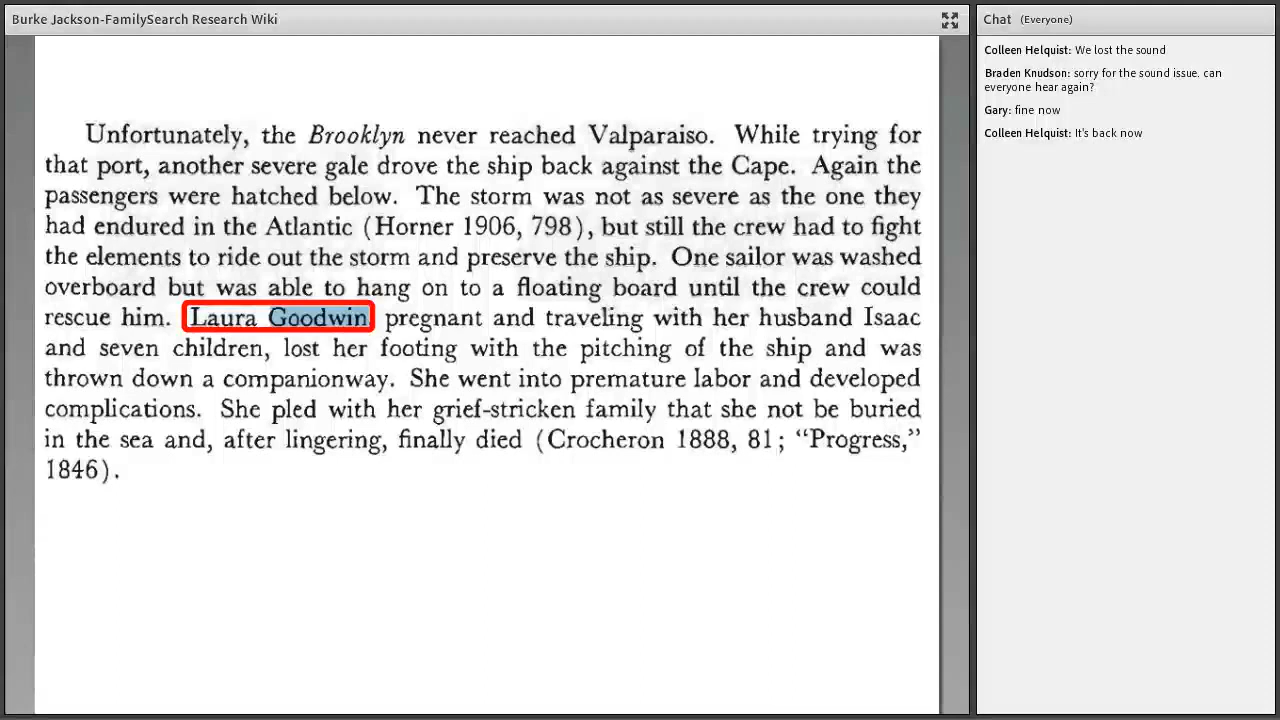 Burke Jackson-FamilySearch Research Wiki
Unfortunately, the Brooklyn never reached Valparaiso. While trying for
that port, another severe gale drove the ship back against the Cape. Again the
passengers were hatched below. The storm was not as severe as the one they
had endured in the Atlantic (Horner 1906, 798), but still the crew had to fight
the elements to ride out the storm and preserve the ship. One sailor was washed
overboard but was able to hang on to a floating board until the crew could
rescue him. Laura Goodwin pregnant and traveling with her husband Isaac
and seven children, lost her footing with the pitching of the ship and was
thrown down a companionway. She went into premature labor and developed
complications. She pled with her grief-stricken family that she not be buried
in the sea and, after lingering, finally died (Crocheron 1888, 81; “Progress,”
1846).
Chat (Everyone)
Colleen Helquist: We lost the sound
Braden Knudson: sorry for the sound issue. can
everyone hear again?
Gary: fine now
Colleen Helquist: It's back now